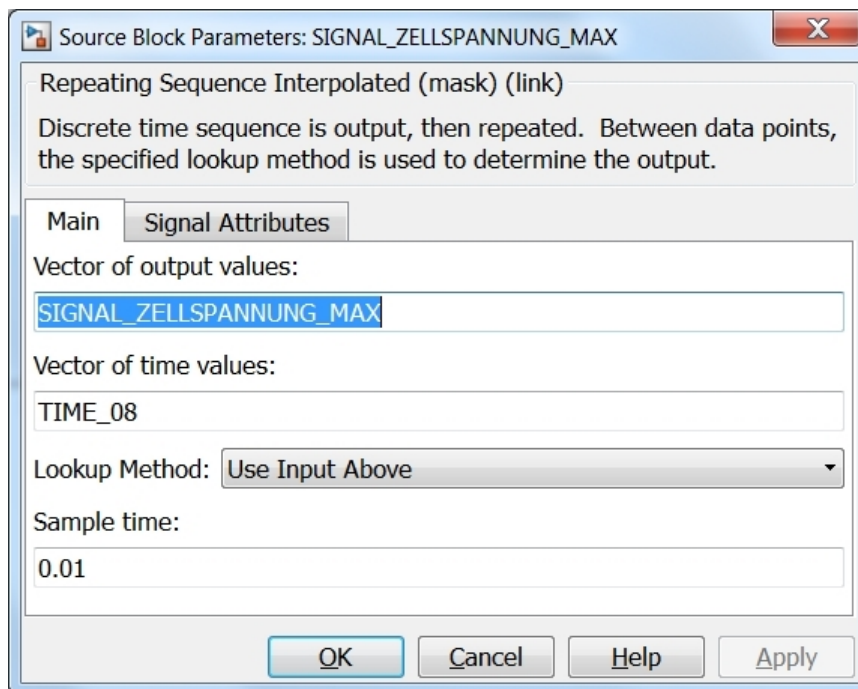 Source Block Parameters: SIGNAL_ZELLSPANNUNG_MAX
Repeating Sequence Interpolated (mask) (link)
Discrete time sequence is output, then repeated.  Between data points,
the specified lookup method is used to determine the output.
Main
Signal Attributes
Vector of output values:
SIGNAL_ZELLSPANNUNG_MAX
Vector of time values:
TIME_08
Lookup Method: Use Input Above
Sample time:
0.01
OK Cancel Help Apply